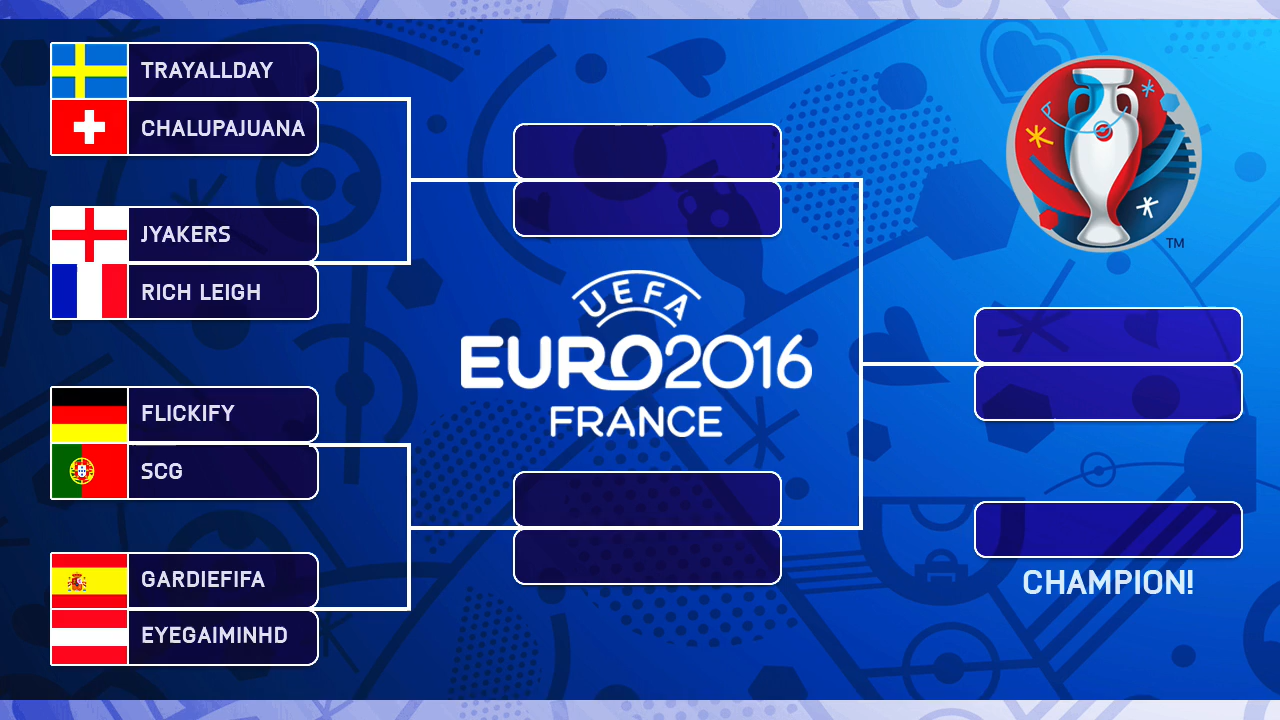 TRAYALLDAY
CHALUPAJUANA
JYAKERS
RICH LEIGH
FLICKIFY
SCG
GARDIEFIFA
EYEGAIMINHD
UEFA
EURO2016
FRANCE
TM
CHAMPION!